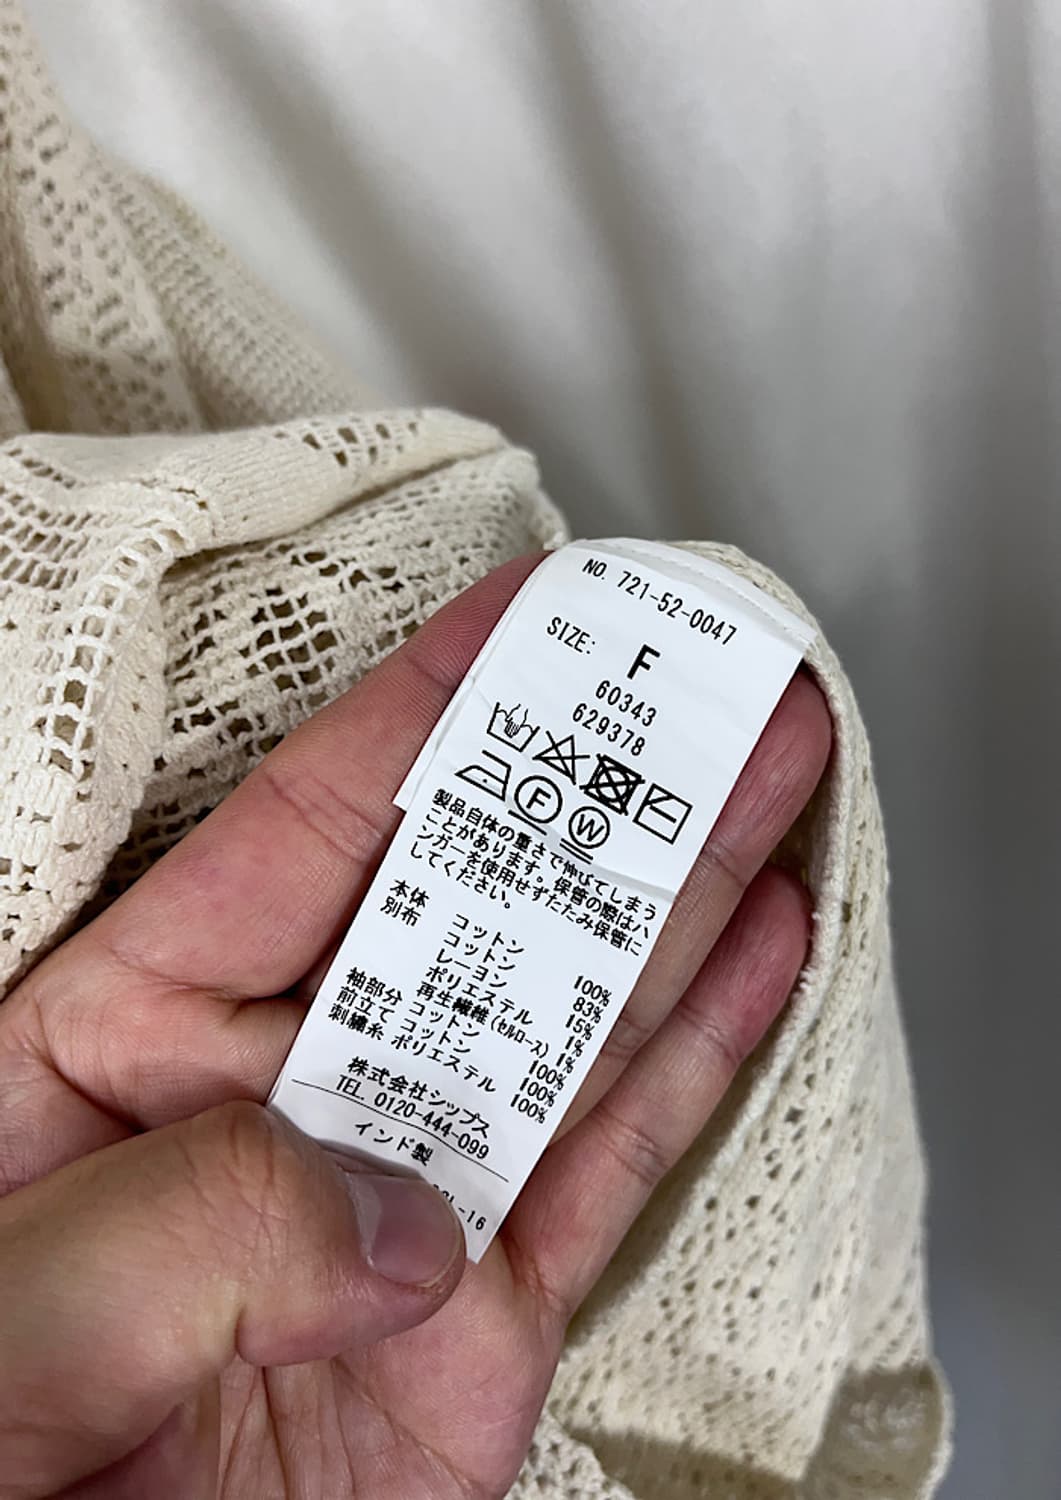 NO. 721-52-0047
SIZE: F
60343
629378
F W
製品自体の重さで伸びてしまう
ことがあります。保管の際はハ
ンガーを使用せずたたみ保管に
してください。
本体 コットン 100%
別布 コットン 83%
レーヨン 15%
ポリエステル 1%
再生繊維(セルロース) 1%
袖部分 コットン 100%
前立て コットン 100%
刺繍糸 ポリエステル 100%
株式会社シップス
TEL. 0120-444-099
インド製
-16